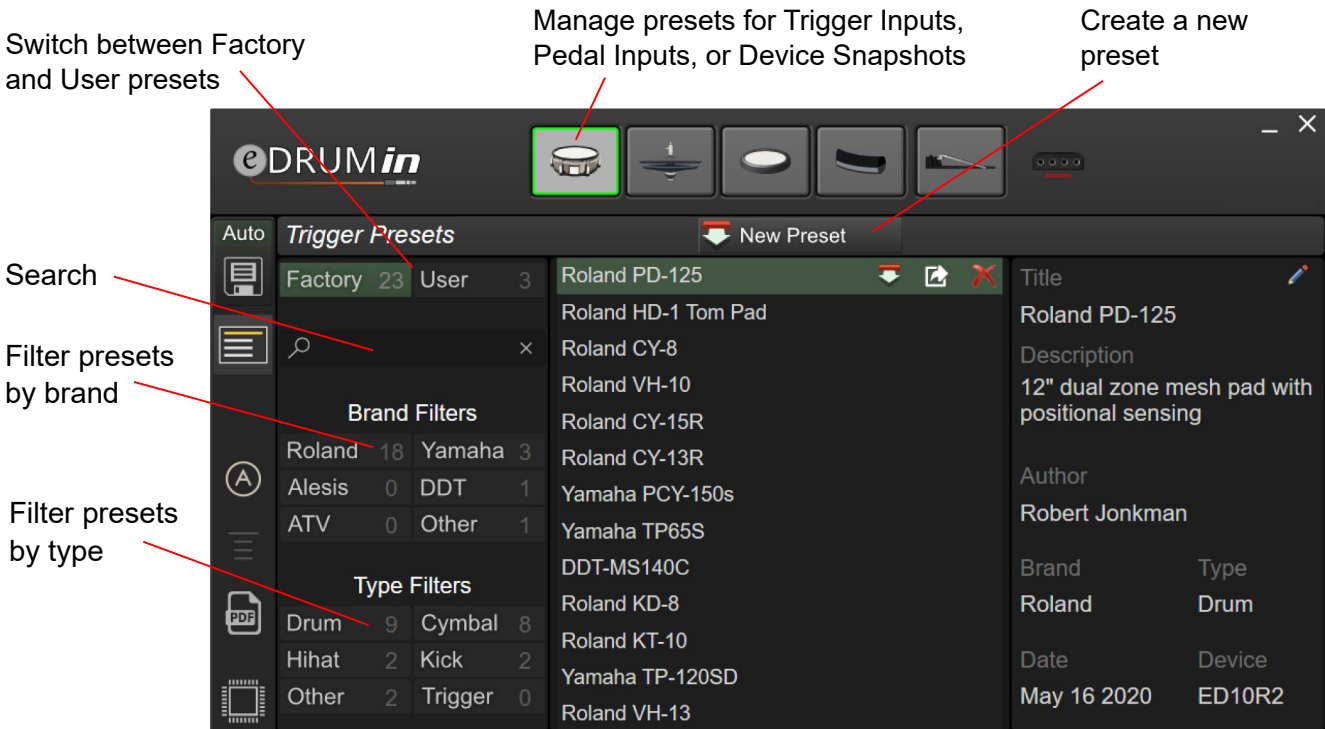 Manage presets for Trigger Inputs,
Pedal Inputs, or Device Snapshots
Create a new
preset
Switch between Factory
and User presets
eDRUMin
Auto
Trigger Presets
New Preset
Search
Factory 23 User 3
Filter presets
by brand
Brand Filters
Roland 18 Yamaha 3
Alesis 0 DDT 1
ATV 0 Other 1
Filter presets
by type
Type Filters
Drum 9 Cymbal 8
Hihat 2 Kick 2
Other 2 Trigger 0
A
PDF
Roland PD-125
Roland HD-1 Tom Pad
Roland CY-8
Roland VH-10
Roland CY-15R
Roland CY-13R
Yamaha PCY-150s
Yamaha TP65S
DDT-MS140C
Roland KD-8
Roland KT-10
Yamaha TP-120SD
Roland VH-13
Title
Roland PD-125
Description
12" dual zone mesh pad with
positional sensing
Author
Robert Jonkman
Brand Type
Roland Drum
Date Device
May 16 2020 ED10R2